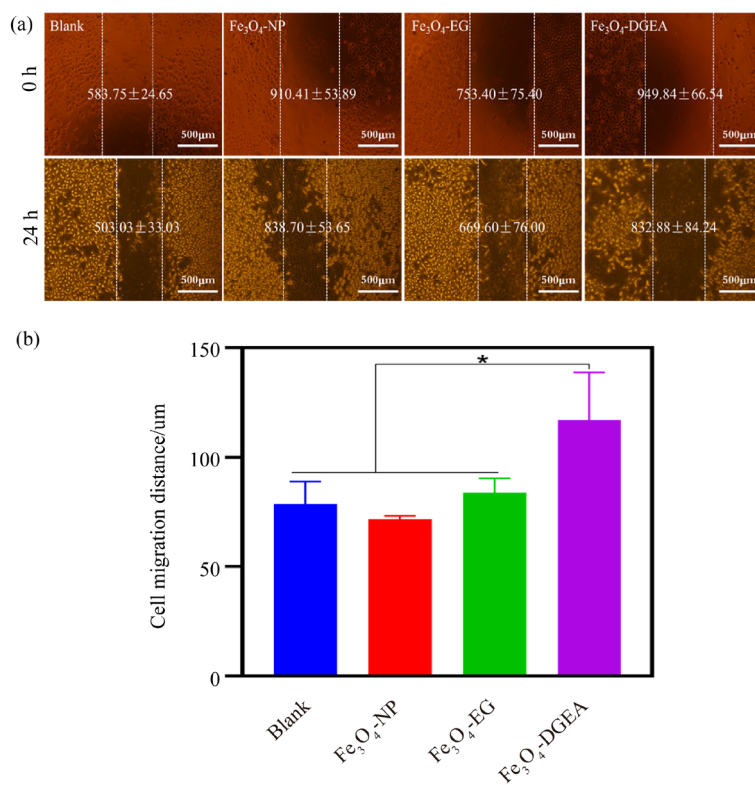 (a)
Blank
Fe₃O₄-NP
Fe₃O₄-EG
Fe₃O₄-DGEA
0 h
583.75±24.65
910.41±53.89
753.40±75.40
949.84±66.54
500μm
500μm
500μm
500μm
24 h
503.03±33.03
838.70±53.65
669.60±76.00
832.88±84.24
500μm
500μm
500μm
500μm
(b)
Cell migration distance/um
150
100
50
0
*
Blank
Fe₃O₄-NP
Fe₃O₄-EG
Fe₃O₄-DGEA